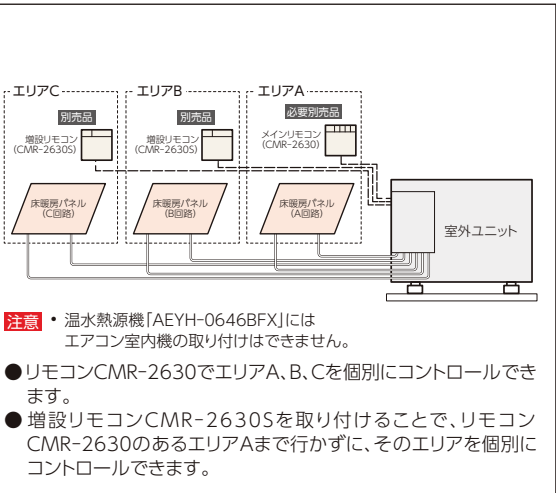 エリアC
エリアB
エリアA
別売品
別売品
必要別売品
増設リモコン
(CMR-2630S)
増設リモコン
(CMR-2630S)
メインリモコン
(CMR-2630)
床暖房パネル
(C回路)
床暖房パネル
(B回路)
床暖房パネル
(A回路)
室外ユニット
注意 • 温水熱源機「AEYH-0646BFX」には
エアコン室内機の取り付けはできません。
●リモコンCMR-2630でエリアA、B、Cを個別にコントロールでき
ます。
●増設リモコンCMR-2630Sを取り付けることで、リモコン
CMR-2630のあるエリアAまで行かずに、そのエリアを個別に
コントロールできます。